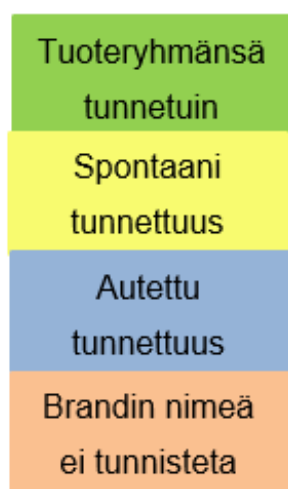 Tuoteryhmänsä
tunnetuin
Spontaani
tunnettuus
Autettu
tunnettuus
Brandin nimeä
ei tunnisteta